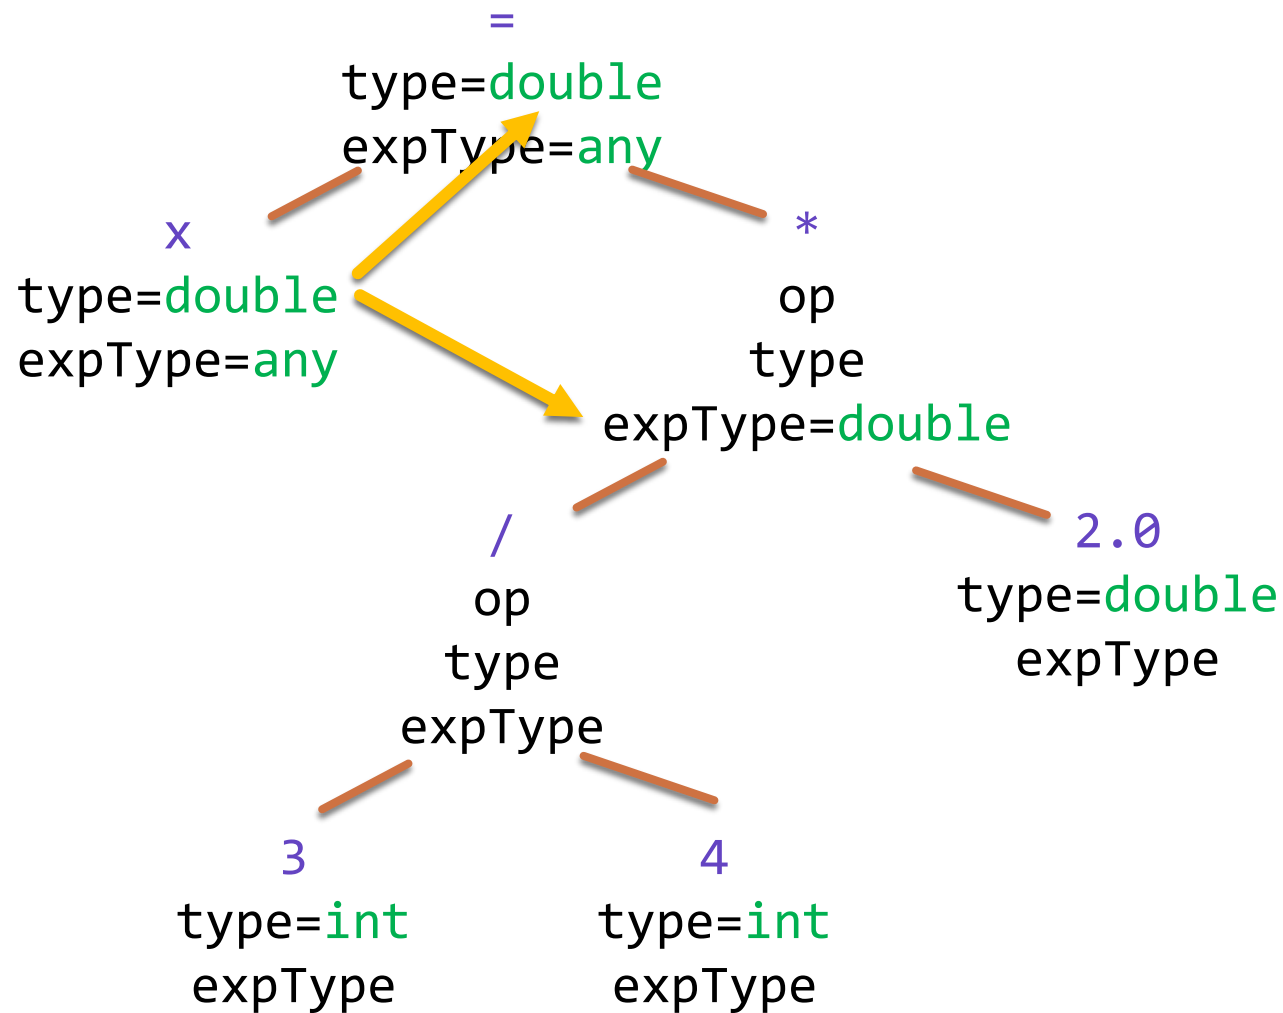 =
type=double
expType=any
x
type=double
expType=any
*
op
type
expType=double
/
op
type
expType
2.0
type=double
expType
3
type=int
expType
4
type=int
expType